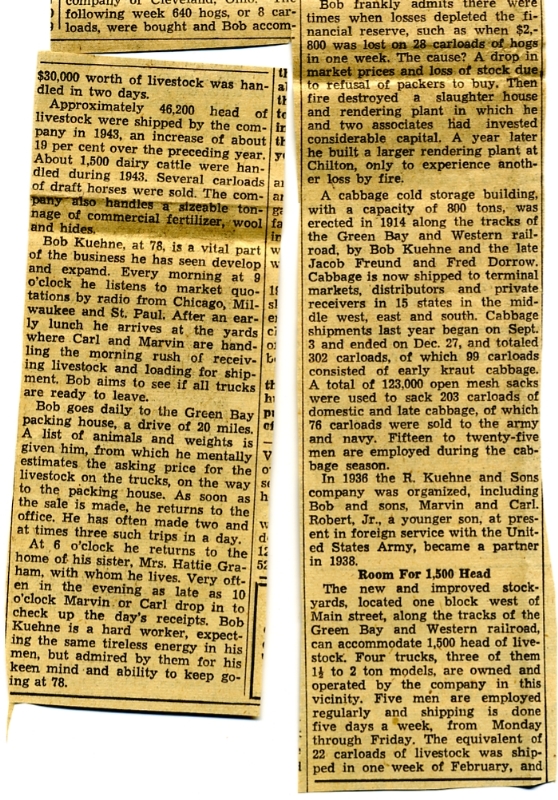 company of Cleveland, Ohio. The
following week 640 hogs, or 8 car-
loads, were bought and Bob accom-
$30,000 worth of livestock was han-
dled in two days.
Approximately 46,200 head of
livestock were shipped by the com-
pany in 1943, an increase of about
19 per cent over the preceding year.
About 1,500 dairy cattle were han-
dled during 1943. Several carloads
of draft horses were sold. The com-
pany also handles a sizeable ton-
nage of commercial fertilizer, wool
and hides.
Bob Kuehne, at 78, is a vital part
of the business he has seen develop
and expand. Every morning at 9
o'clock he listens to market quo-
tations by radio from Chicago, Mil-
waukee and St. Paul. After an ear-
ly lunch he arrives at the yards
where Carl and Marvin are hand-
ling the morning rush of receiv-
ing livestock and loading for ship-
ment. Bob aims to see if all trucks
are ready to leave.
Bob goes daily to the Green Bay
packing house, a drive of 20 miles.
A list of animals and weights is
given him, from which he mentally
estimates the asking price for the
livestock on the trucks, on the way
to the packing house. As soon as
the sale is made, he returns to the
office. He has often made two and
at times three such trips in a day.
At 6 o'clock he returns to the
home of his sister, Mrs. Hattie Gra-
ham, with whom he lives. Very oft-
en in the evening as late as 10
o'clock Marvin or Carl drop in to
check up the day's receipts. Bob
Kuehne is a hard worker, expect-
ing the same tireless energy in his
men, but admired by them for his
keen mind and ability to keep go-
ing at 78.
Bob frankly admits there were
times when losses depleted the fi-
nancial reserve, such as when $2,-
800 was lost on 28 carloads of hogs
in one week. The cause? A drop in
market prices and loss of stock due
to refusal of packers to buy. Then
fire destroyed a slaughter house
and rendering plant in which he
and two associates had invested
considerable capital. A year later
he built a larger rendering plant at
Chilton, only to experience anoth-
er loss by fire.
A cabbage cold storage building,
with a capacity of 800 tons, was
erected in 1914 along the tracks of
the Green Bay and Western rail-
road, by Bob Kuehne and the late
Jacob Freund and Fred Dorrow.
Cabbage is now shipped to terminal
markets, distributors and private
receivers in 15 states in the mid-
dle west, east and south. Cabbage
shipments last year began on Sept.
3 and ended on Dec. 27, and totaled
302 carloads, of which 99 carloads
consisted of early kraut cabbage.
A total of 123,000 open mesh sacks
were used to sack 203 carloads of
domestic and late cabbage, of which
76 carloads were sold to the army
and navy. Fifteen to twenty-five
men are employed during the cab-
bage season.
In 1936 the R. Kuehne and Sons
company was organized, including
Bob and sons, Marvin and Carl.
Robert, Jr., a younger son, at pres-
ent in foreign service with the Unit-
ed States Army, became a partner
in 1938.
Room For 1,500 Head
The new and improved stock-
yards, located one block west of
Main street, along the tracks of the
Green Bay and Western railroad,
can accommodate 1,500 head of live-
stock. Four trucks, three of them
1½ to 2 ton models, are owned and
operated by the company in this
vicinity. Five men are employed
regularly and shipping is done
five days a week, from Monday
through Friday. The equivalent of
22 carloads of livestock was ship-
ped in one week of February, and